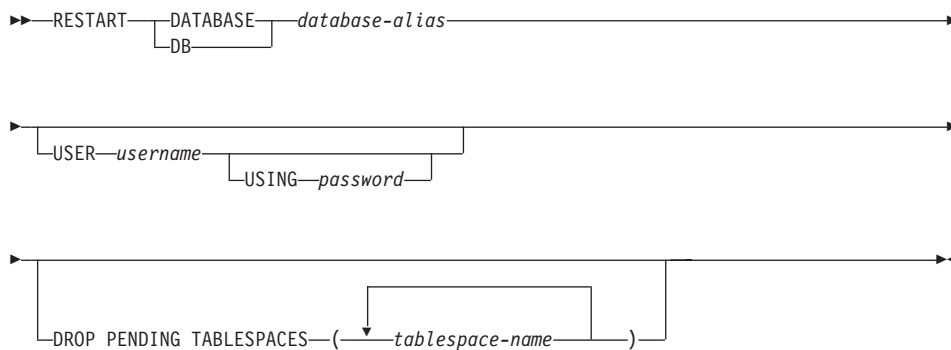 RESTART DATABASE database-alias
DB
USER username
USING password
DROP PENDING TABLESPACES ( tablespace-name )